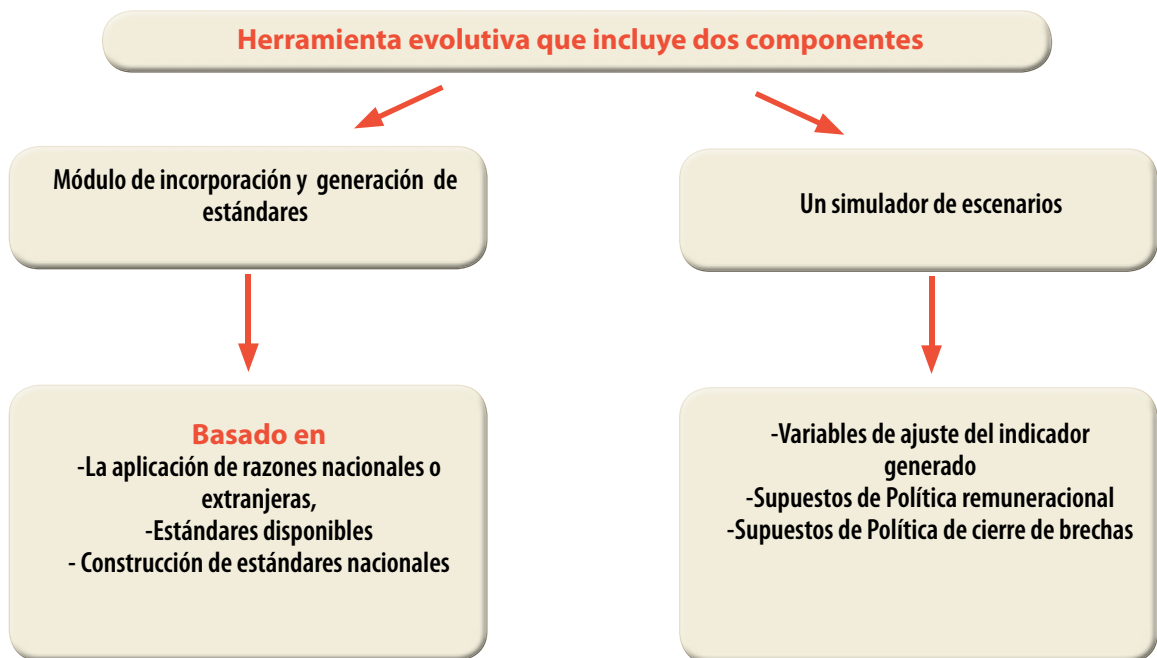 Herramienta evolutiva que incluye dos componentes
Módulo de incorporación y generación de
estándares
Un simulador de escenarios
Basado en
-La aplicación de razones nacionales o
extranjeras,
-Estándares disponibles
- Construcción de estándares nacionales
-Variables de ajuste del indicador
generado
-Supuestos de Política remuneracional
-Supuestos de Política de cierre de brechas